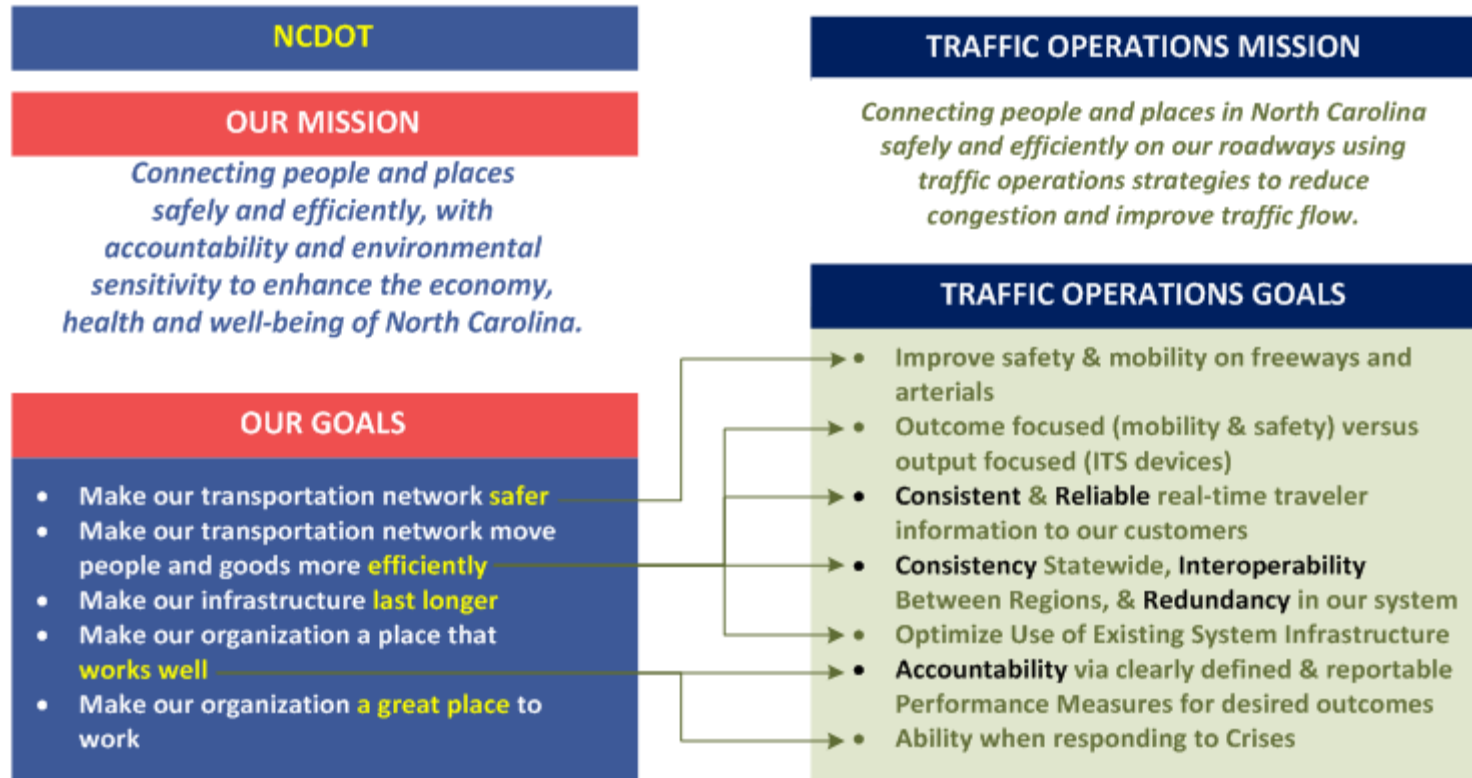 NCDOT
OUR MISSION
Connecting people and places
safely and efficiently, with
accountability and environmental
sensitivity to enhance the economy,
health and well-being of North Carolina.
OUR GOALS
• Make our transportation network safer
• Make our transportation network move
people and goods more efficiently
• Make our infrastructure last longer
• Make our organization a place that
works well
• Make our organization a great place to
work
TRAFFIC OPERATIONS MISSION
Connecting people and places in North Carolina
safely and efficiently on our roadways using
traffic operations strategies to reduce
congestion and improve traffic flow.
TRAFFIC OPERATIONS GOALS
• Improve safety & mobility on freeways and
arterials
• Outcome focused (mobility & safety) versus
output focused (ITS devices)
• Consistent & Reliable real-time traveler
information to our customers
• Consistency Statewide, Interoperability
Between Regions, & Redundancy in our system
• Optimize Use of Existing System Infrastructure
• Accountability via clearly defined & reportable
Performance Measures for desired outcomes
• Ability when responding to Crises